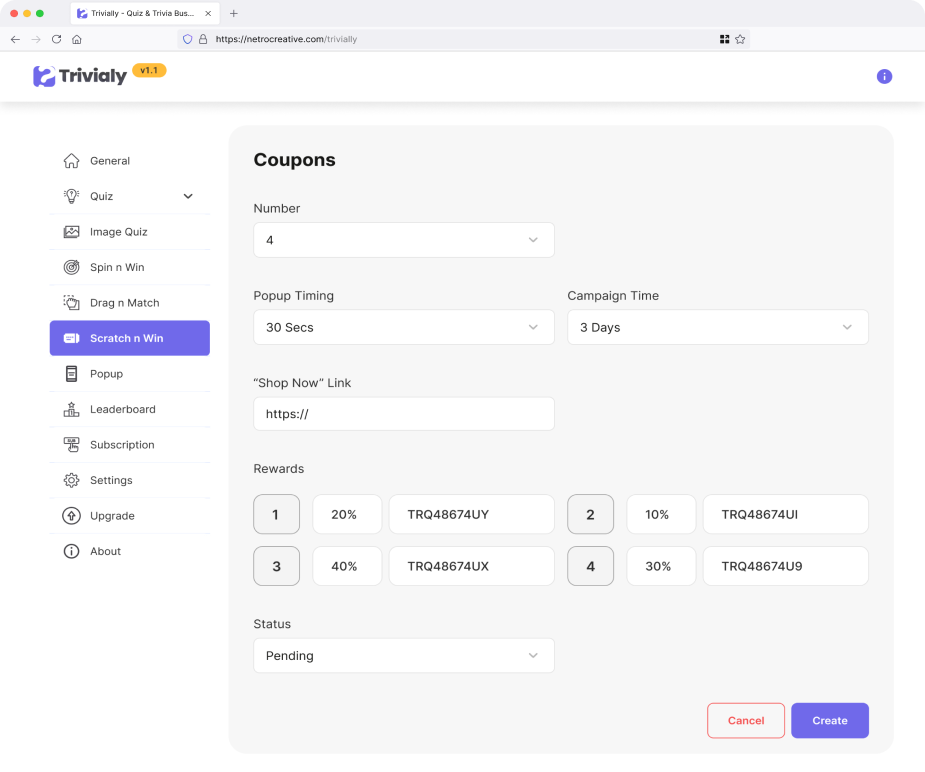 Trivially - Quiz & Trivia Bus...
https://netrocreative.com/trivially
Trivialy v1.1
General
Quiz
Image Quiz
Spin n Win
Drag n Match
Scratch n Win
Popup
Leaderboard
Subscription
Settings
Upgrade
About
Coupons
Number
4
Popup Timing Campaign Time
30 Secs 3 Days
“Shop Now” Link
https://
Rewards
1 20% TRQ48674UY 2 10% TRQ48674UI
3 40% TRQ48674UX 4 30% TRQ48674U9
Status
Pending
Cancel Create